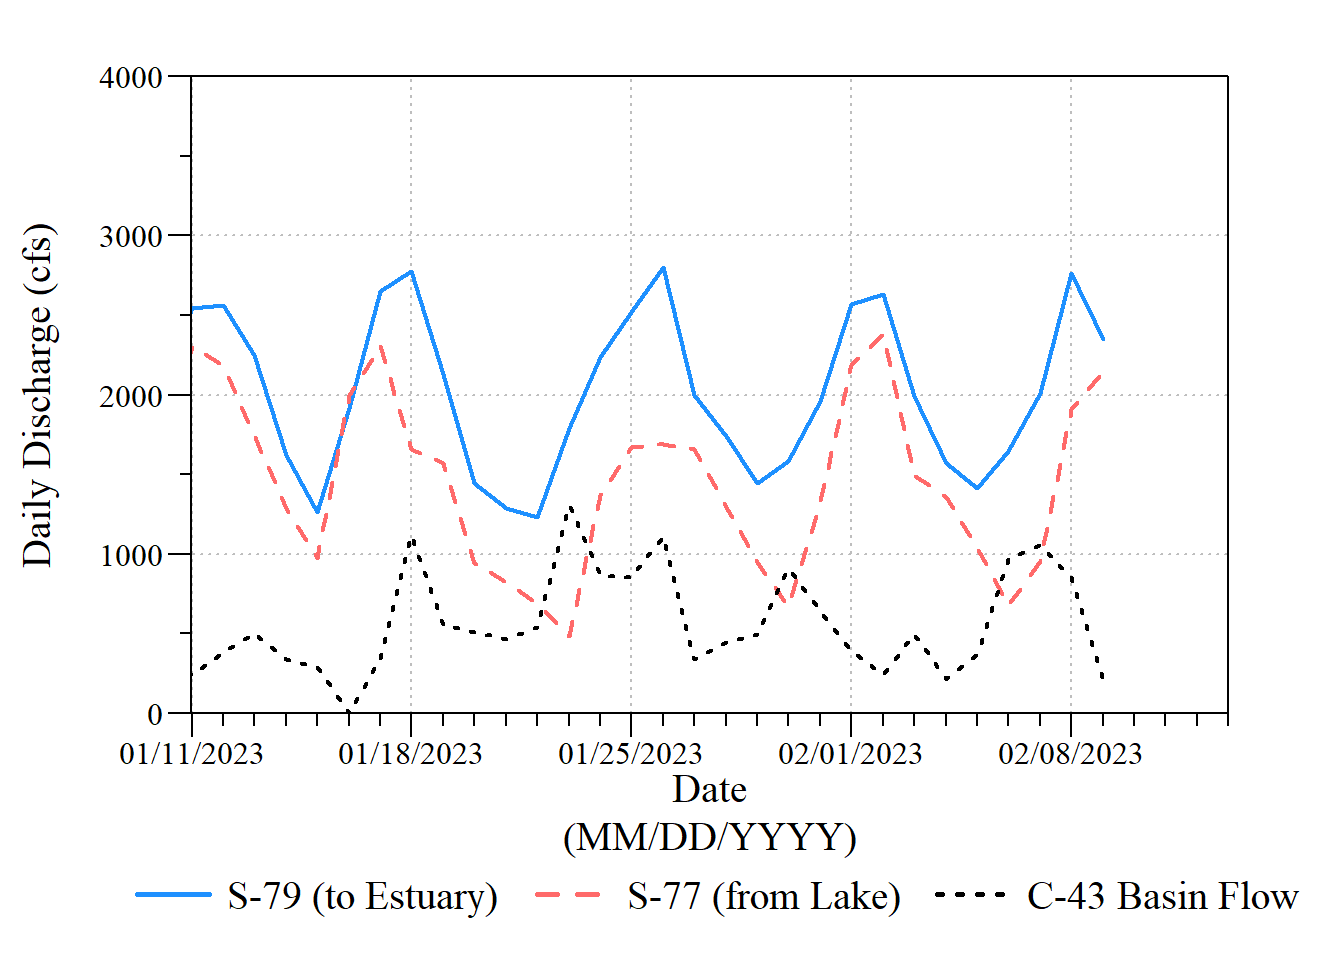 4000
3000
2000
1000
0
Daily Discharge (cfs)
01/11/2023 01/18/2023 01/25/2023 02/01/2023 02/08/2023
Date
(MM/DD/YYYY)
S-79 (to Estuary) S-77 (from Lake) C-43 Basin Flow